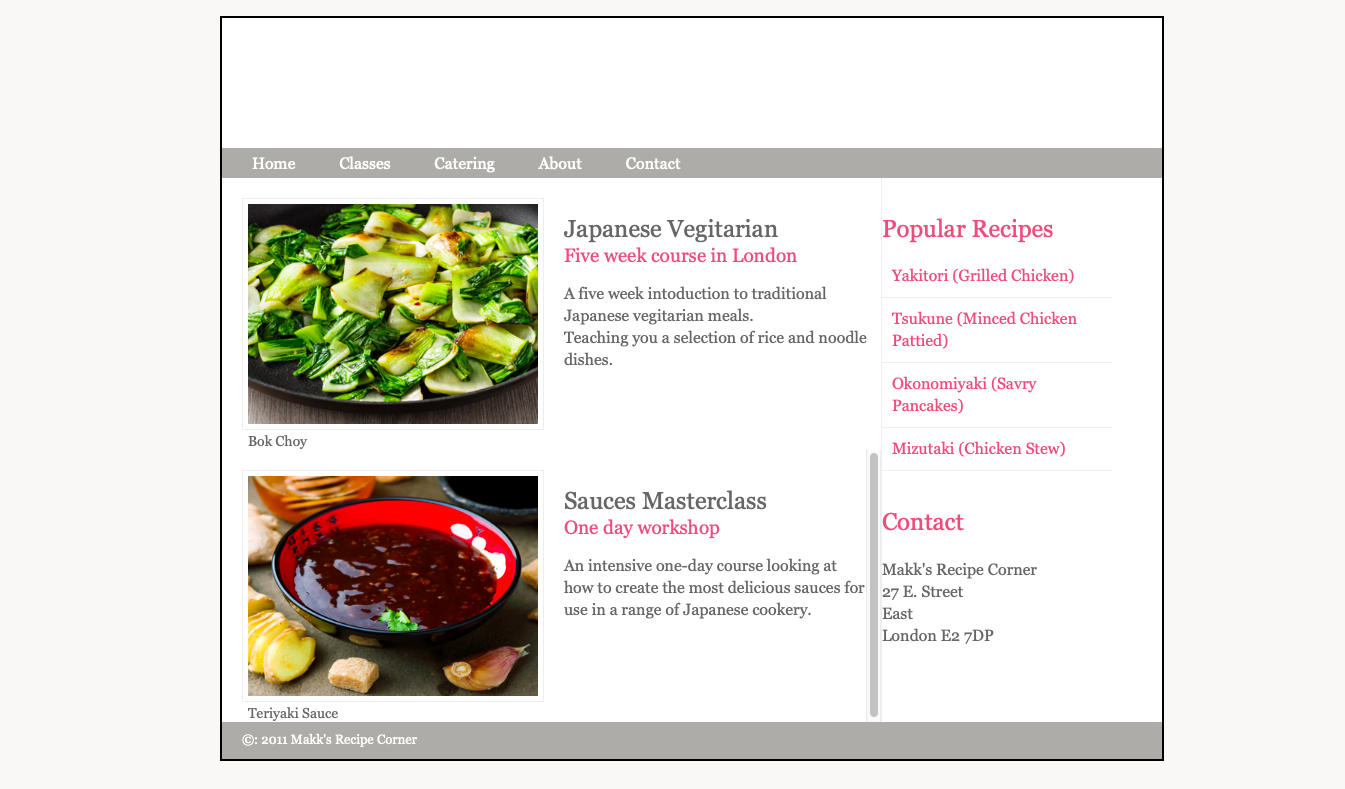 Home Classes Catering About Contact
Japanese Vegitarian
Five week course in London
A five week intoduction to traditional
Japanese vegitarian meals.
Teaching you a selection of rice and noodle
dishes.
Bok Choy
Sauces Masterclass
One day workshop
An intensive one-day course looking at
how to create the most delicious sauces for
use in a range of Japanese cookery.
Teriyaki Sauce
Popular Recipes
Yakitori (Grilled Chicken)
Tsukune (Minced Chicken
Pattied)
Okonomiyaki (Savry
Pancakes)
Mizutaki (Chicken Stew)
Contact
Makk's Recipe Corner
27 E. Street
East
London E2 7DP
©: 2011 Makk's Recipe Corner